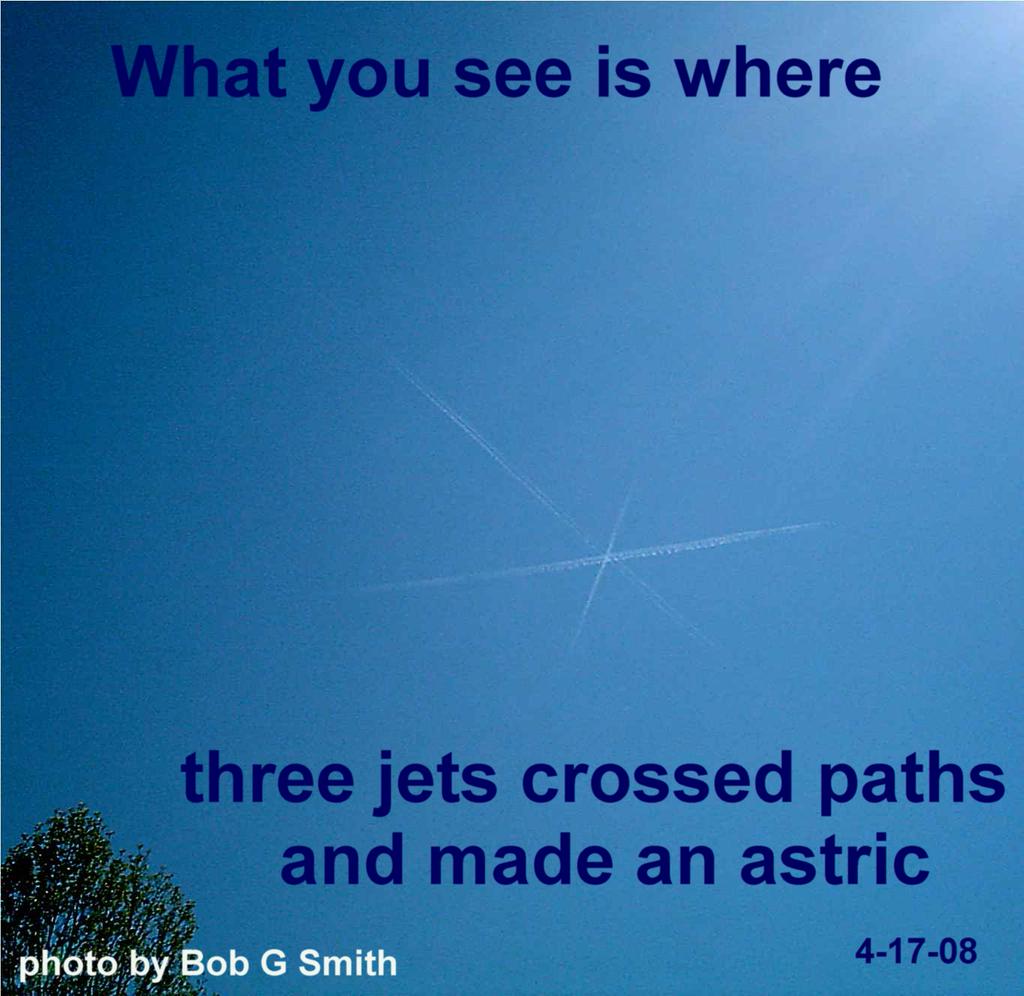 What you see is where
three jets crossed paths
and made an astric
photo by Bob G Smith
4-17-08